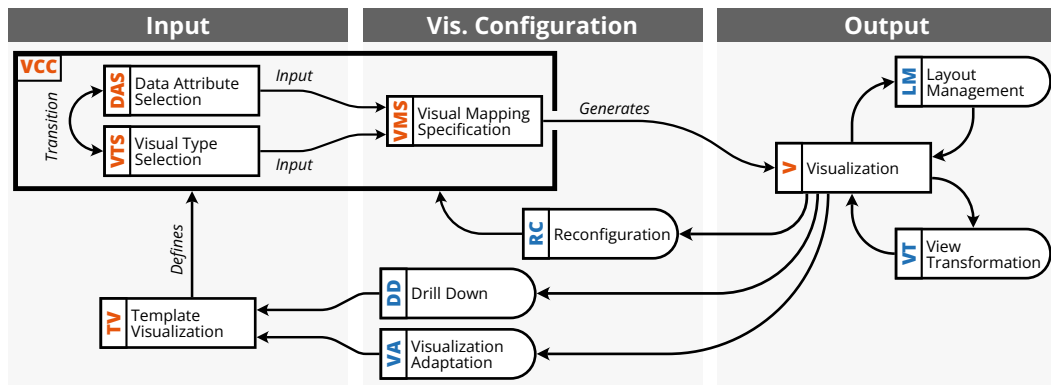 Input
Vis. Configuration
Output
VCC
DAS
Data Attribute
Selection
Input
Transition
VTS
Visual Type
Selection
Input
VMS
Visual Mapping
Specification
Generates
LM
Layout
Management
V
Visualization
VT
View
Transformation
RC
Reconfiguration
Defines
DD
Drill Down
TV
Template
Visualization
VA
Visualization
Adaptation